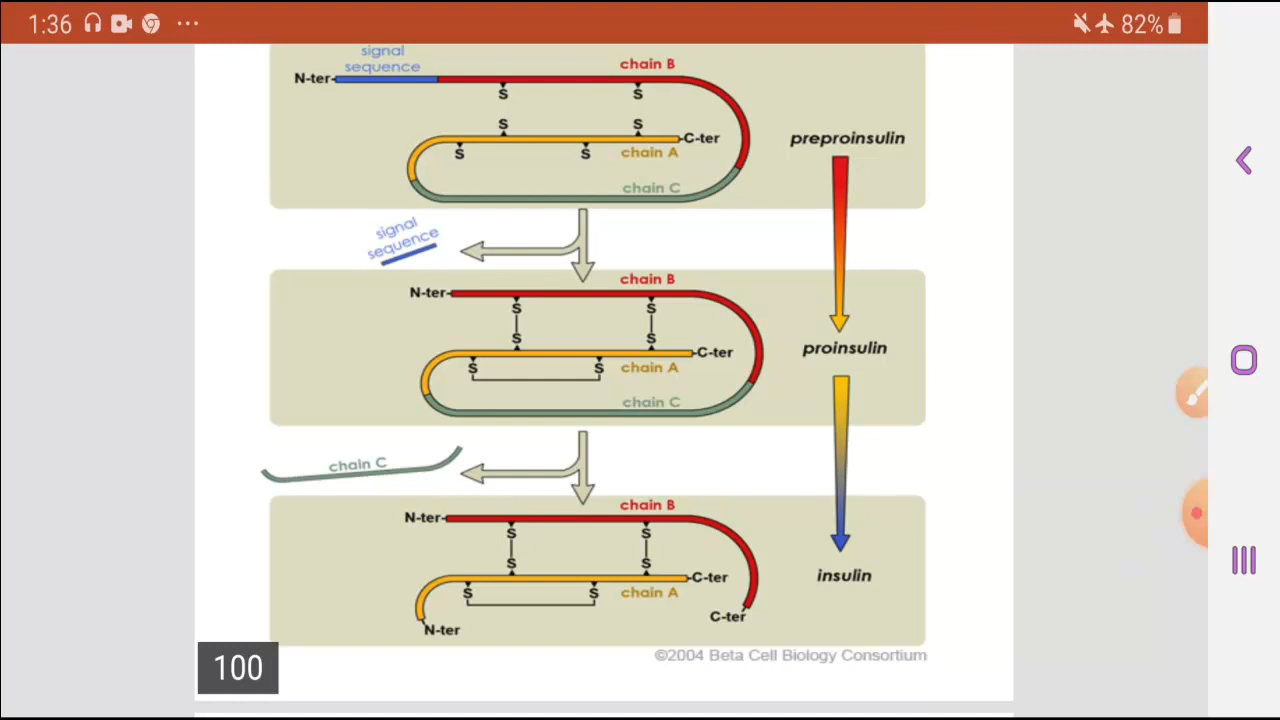 1:36 ... 82%
signal
sequence
chain B
N-ter
S S
S S
C-ter
S S
chain A
chain C
preproinsulin
signal
sequence
chain B
N-ter
S S
S S
C-ter
S S
chain A
chain C
proinsulin
chain C
chain B
N-ter
S S
S S
C-ter
S S
chain A
N-ter
C-ter
insulin
©2004 Beta Cell Biology Consortium
100